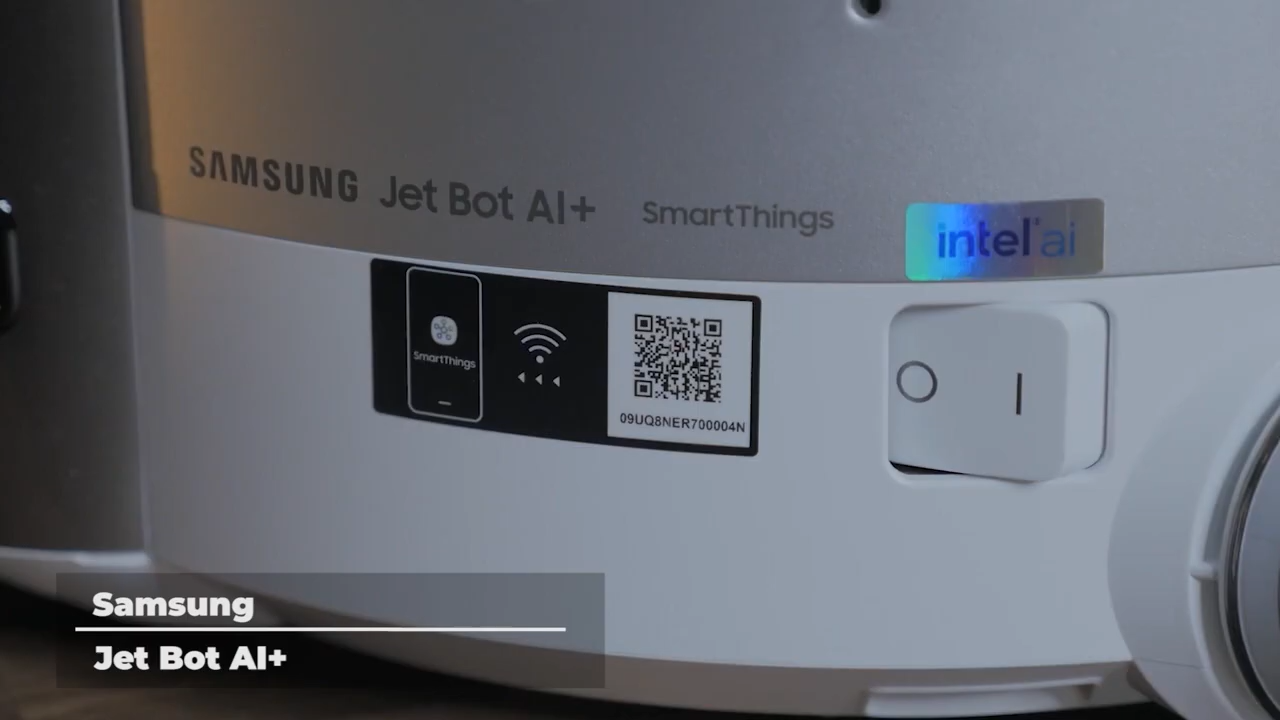 SAMSUNG Jet Bot AI+ SmartThings
intel ai
SmartThings
09UQ8NER700004N
Samsung
Jet Bot AI+